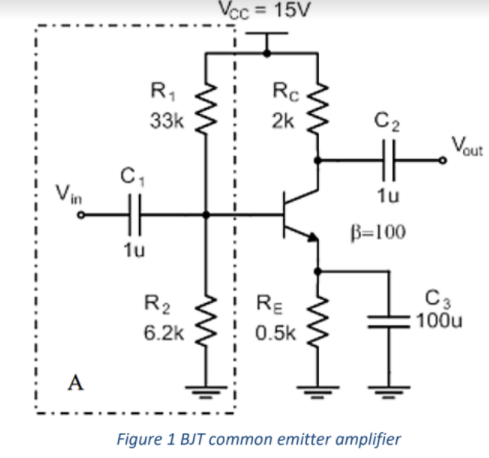 VCC = 15V
R1
33k
RC
2k
C2
Vout
1u
C1
Vin
1u
β=100
R2
6.2k
RE
0.5k
C3
100u
A
Figure 1 BJT common emitter amplifier